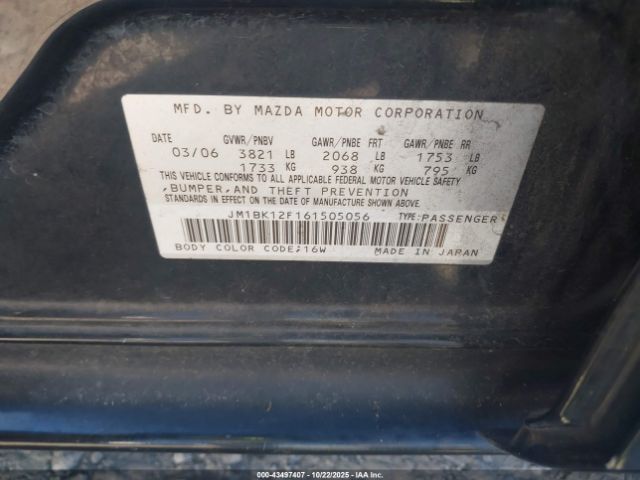 MFD. BY MAZDA MOTOR CORPORATION
DATE GVWR/PNBV GAWR/PNBE FRT GAWR/PNBE RR
03/06 3821 LB 2068 LB 1753 LB
1733 KG 938 KG 795 KG
THIS VEHICLE CONFORMS TO ALL APPLICABLE FEDERAL MOTOR VEHICLE SAFETY
,BUMPER,AND THEFT PREVENTION
STANDARDS IN EFFECT ON THE DATE OF MANUFACTURE SHOWN ABOVE.
JM1BK12F161505056 TYPE:PASSENGER
BODY COLOR CODE;16W MADE IN JAPAN
000-43497407 - 10/22/2025 - IAAI.com